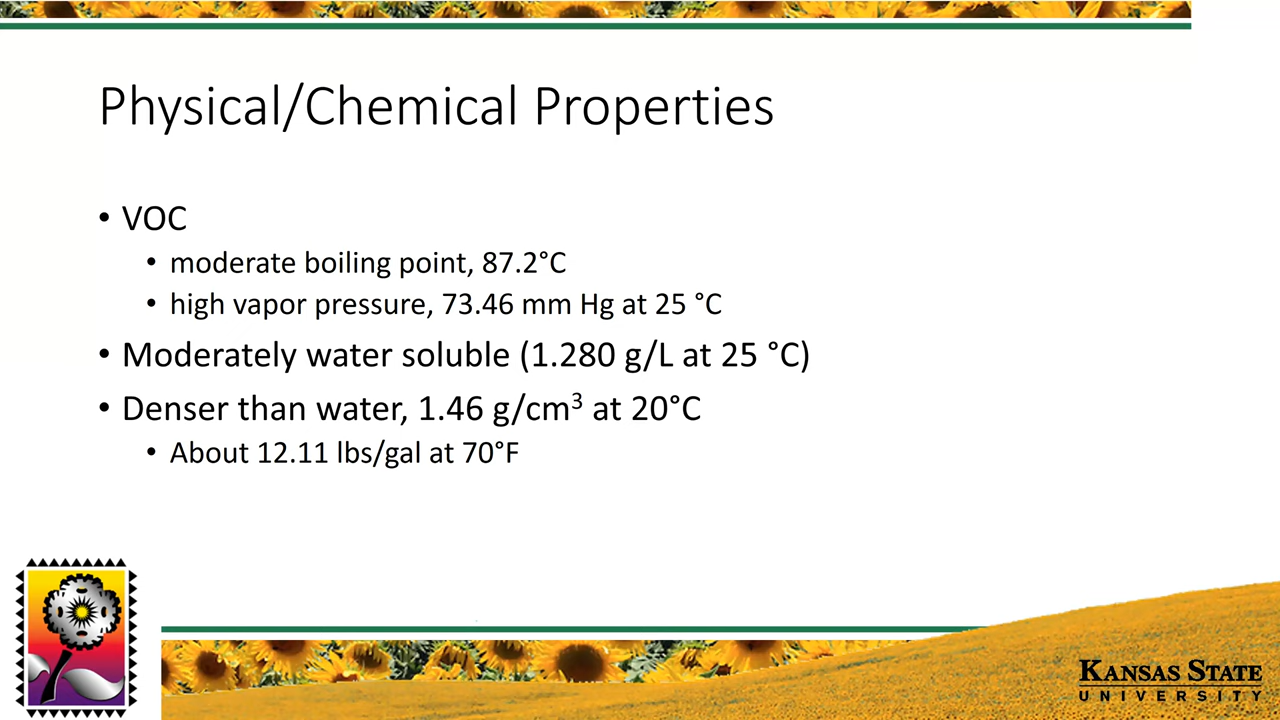 Physical/Chemical Properties
• VOC
• moderate boiling point, 87.2°C
• high vapor pressure, 73.46 mm Hg at 25 °C
• Moderately water soluble (1.280 g/L at 25 °C)
• Denser than water, 1.46 g/cm³ at 20°C
• About 12.11 lbs/gal at 70°F
KANSAS STATE
UNIVERSITY